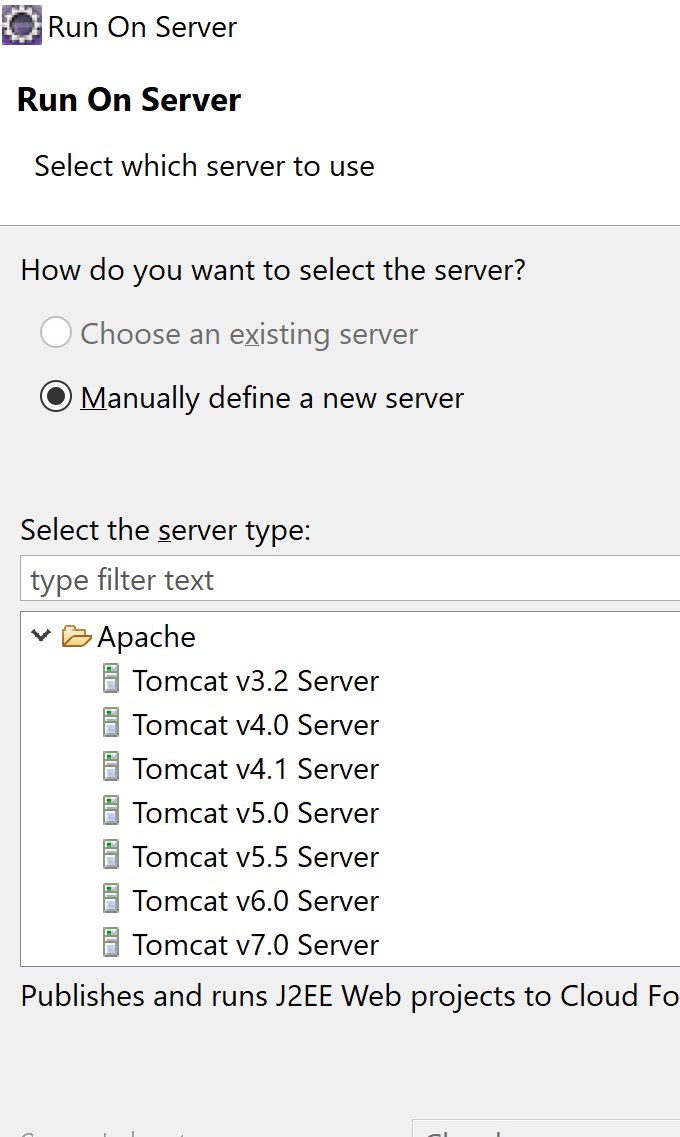 Run On Server
Run On Server
Select which server to use
How do you want to select the server?
Choose an existing server
Manually define a new server
Select the server type:
type filter text
Apache
Tomcat v3.2 Server
Tomcat v4.0 Server
Tomcat v4.1 Server
Tomcat v5.0 Server
Tomcat v5.5 Server
Tomcat v6.0 Server
Tomcat v7.0 Server
Publishes and runs J2EE Web projects to Cloud Fo